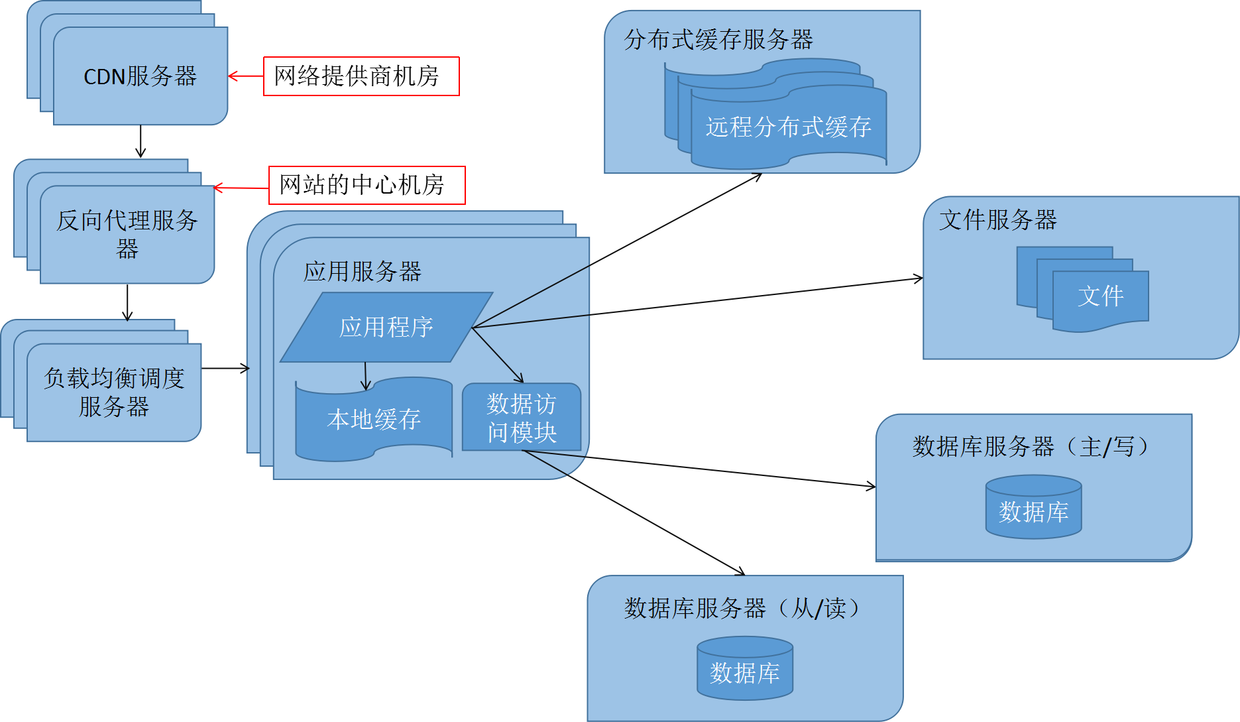 CDN服务器
网络提供商机房
网站的中心机房
反向代理服务
器
负载均衡调度
服务器
应用服务器
应用程序
本地缓存
数据访
问模块
分布式缓存服务器
远程分布式缓存
文件服务器
文件
数据库服务器（主/写）
数据库
数据库服务器（从/读）
数据库